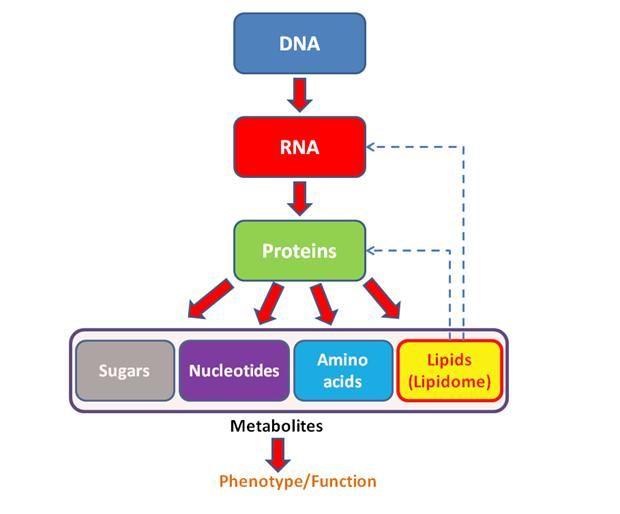 DNA
RNA
Proteins
Sugars
Nucleotides
Amino
acids
Lipids
(Lipidome)
Metabolites
Phenotype/Function